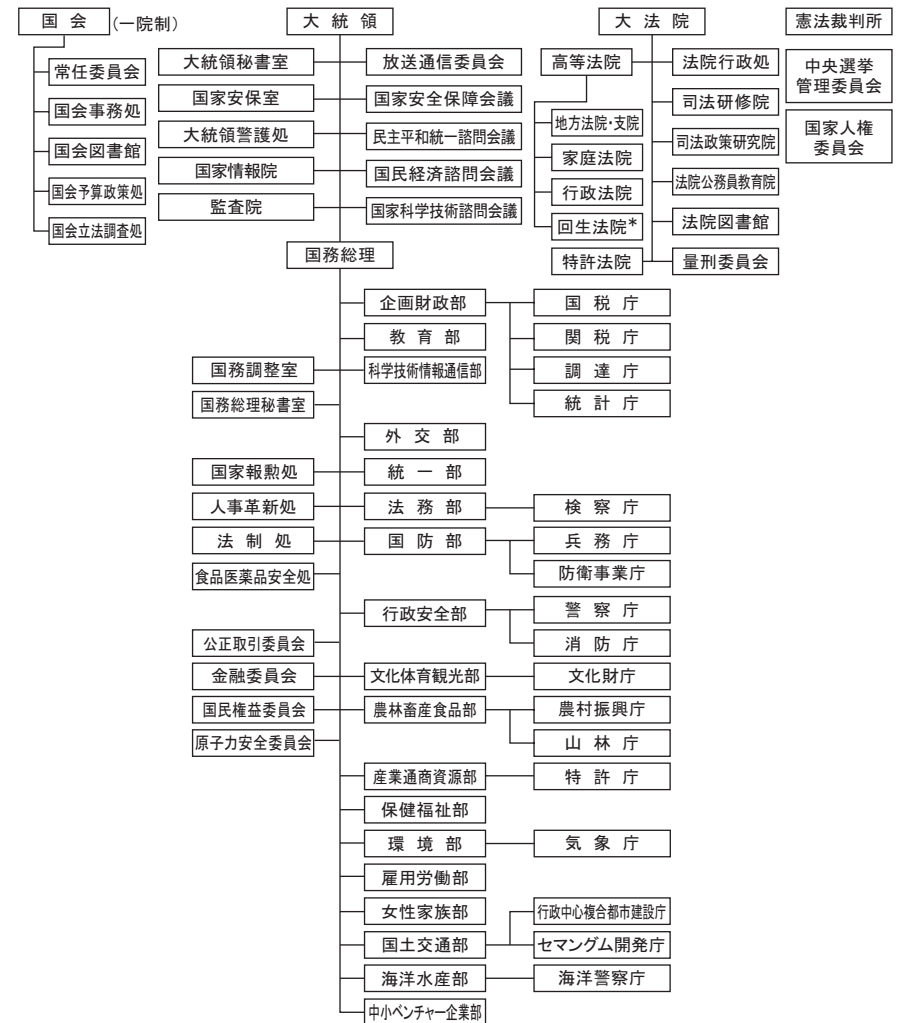 国会
(一院制)
常任委員会
国会事務処
国会図書館
国会予算政策処
国会立法調査処
大統領
大統領秘書室
国家安保室
大統領警護処
国家情報院
監査院
放送通信委員会
国家安全保障会議
民主平和統一諮問会議
国民経済諮問会議
国家科学技術諮問会議
大法院
高等法院
地方法院・支院
家庭法院
行政法院
回生法院*
特許法院
法院行政処
司法研修院
司法政策研究院
法院公務員教育院
法院図書館
量刑委員会
憲法裁判所
中央選挙
管理委員会
国家人権
委員会
国務総理
国務調整室
国務総理秘書室
国家報勲処
人事革新処
法制処
食品医薬品安全処
公正取引委員会
金融委員会
国民権益委員会
原子力安全委員会
企画財政部
国税庁
関税庁
調達庁
統計庁
教育部
科学技術情報通信部
外交部
統一部
法務部
検察庁
国防部
兵務庁
防衛事業庁
行政安全部
警察庁
消防庁
文化体育観光部
文化財庁
農林畜産食品部
農村振興庁
山林庁
産業通商資源部
特許庁
保健福祉部
環境部
気象庁
雇用労働部
女性家族部
国土交通部
行政中心複合都市建設庁
セマングム開発庁
海洋水産部
海洋警察庁
中小ベンチャー企業部